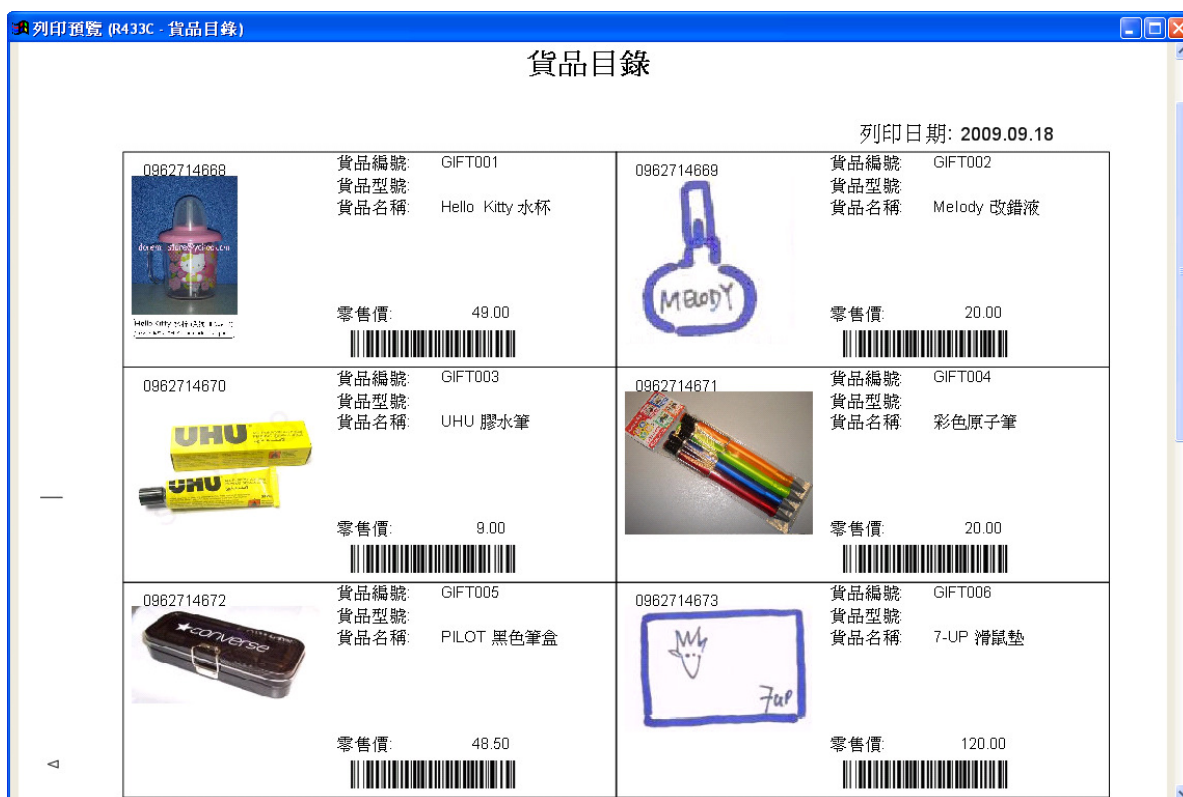 列印預覽 (R433C - 貨品目錄)
貨品目錄
列印日期: 2009.09.18
0962714668
貨品編號: GIFT001
貨品型號:
貨品名稱: Hello Kitty 水杯
零售價: 49.00
0962714669
MELODY
貨品編號: GIFT002
貨品型號:
貨品名稱: Melody 改錯液
零售價: 20.00
0962714670
UHU
UHU
貨品編號: GIFT003
貨品型號:
貨品名稱: UHU 膠水筆
零售價: 9.00
0962714671
貨品編號: GIFT004
貨品型號:
貨品名稱: 彩色原子筆
零售價: 20.00
0962714672
converse
貨品編號: GIFT005
貨品型號:
貨品名稱: PILOT 黑色筆盒
零售價: 48.50
0962714673
7up
貨品編號: GIFT006
貨品型號:
貨品名稱: 7-UP 滑鼠墊
零售價: 120.00